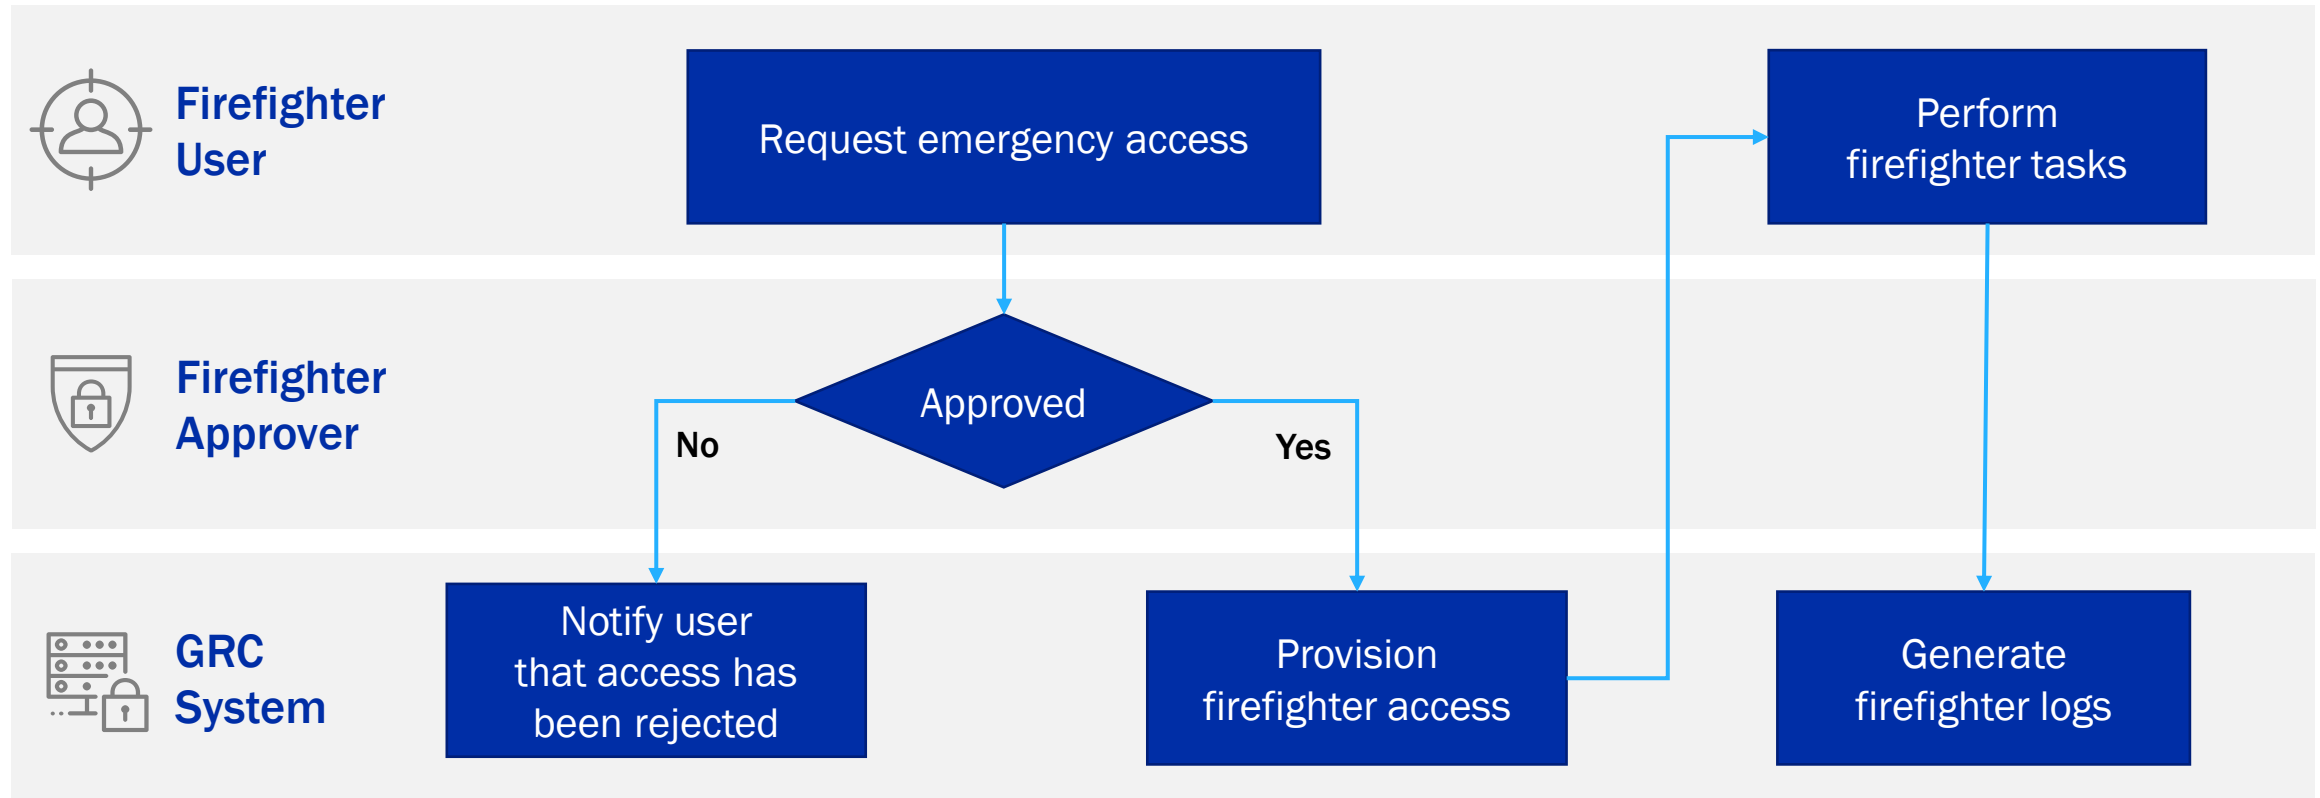 Firefighter
User
Request emergency access
Perform
firefighter tasks
Firefighter
Approver
Approved
No
Yes
GRC
System
Notify user
that access has
been rejected
Provision
firefighter access
Generate
firefighter logs